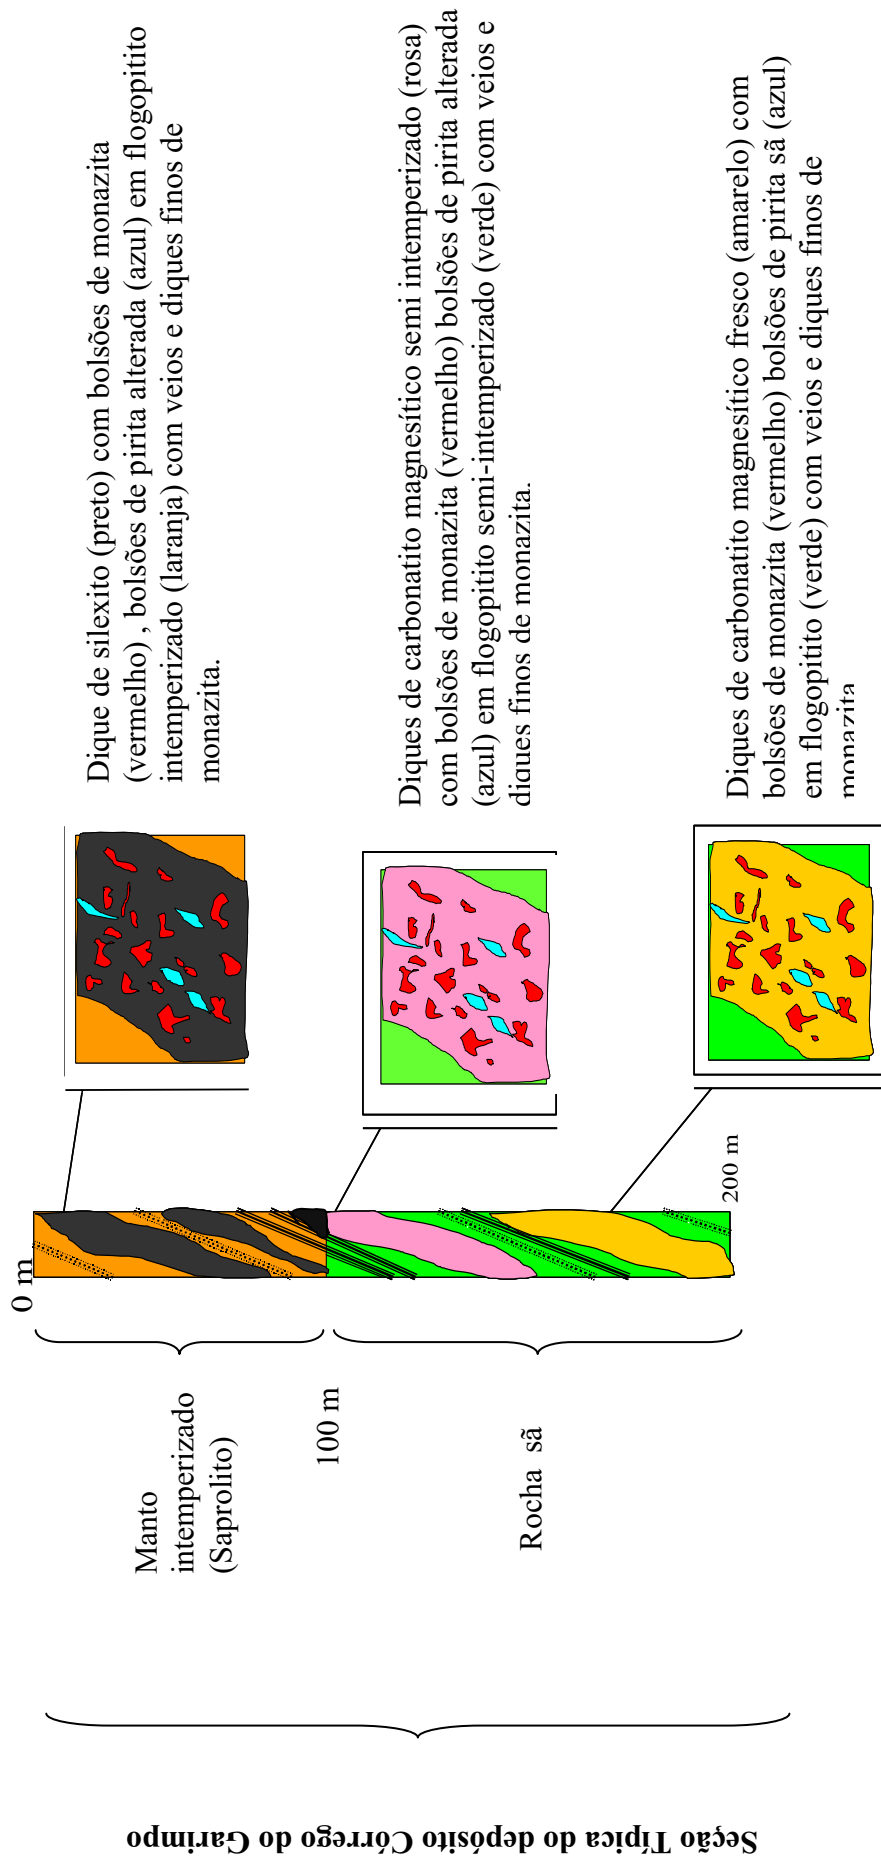 Seção Típica do depósito Córrego do Garimpo
Manto
intemperizado
(Saprolito)
100 m
Rocha sã
0 m
200 m
Dique de silexito (preto) com bolsões de monazita
(vermelho) , bolsões de pirita alterada (azul) em flogopitito
intemperizado (laranja) com veios e diques finos de
monazita.
Diques de carbonatito magnesítico semi intemperizado (rosa)
com bolsões de monazita (vermelho) bolsões de pirita alterada
(azul) em flogopitito semi-intemperizado (verde) com veios e
diques finos de monazita.
Diques de carbonatito magnesítico fresco (amarelo) com
bolsões de monazita (vermelho) bolsões de pirita sã (azul)
em flogopitito (verde) com veios e diques finos de
monazita